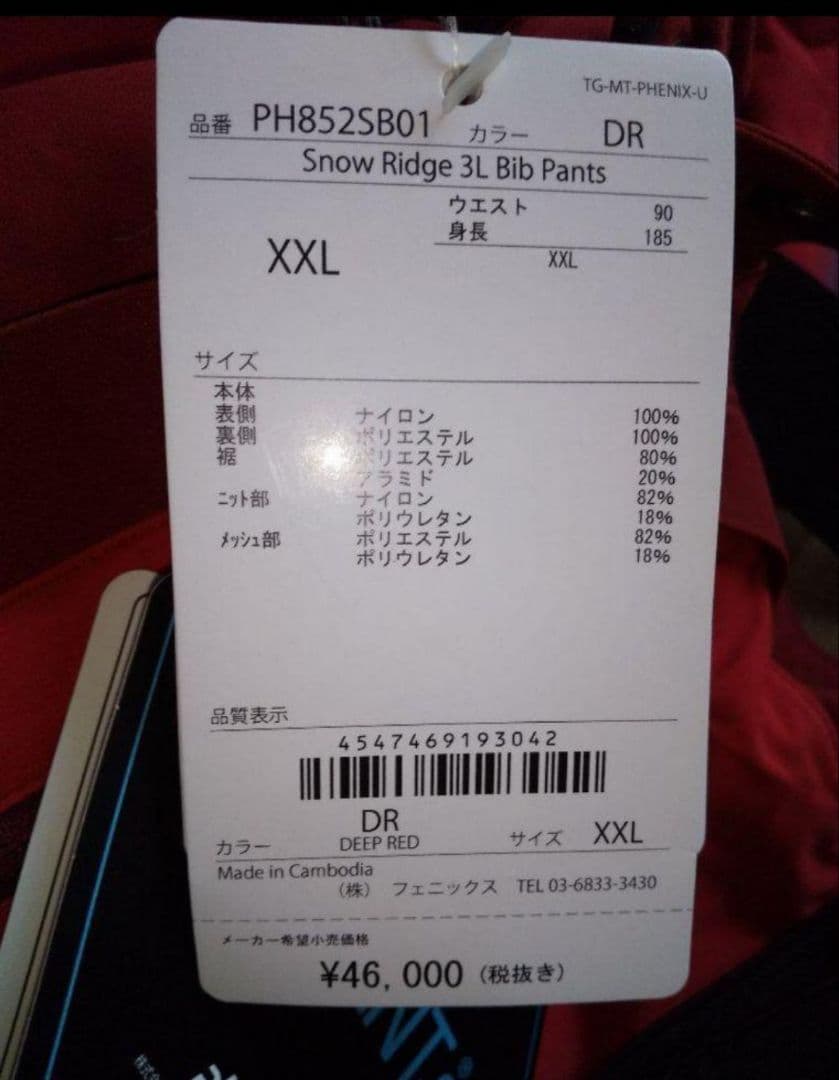 TG-MT-PHENIX-U
品番 PH852SB01 カラー DR
Snow Ridge 3L Bib Pants
ウエスト 90
身長 185
XXL
XXL
サイズ
本体
表側 ナイロン 100%
裏側 ポリエステル 100%
裾 ポリエステル 80%
アラミド 20%
ニット部 ナイロン 82%
ポリウレタン 18%
メッシュ部 ポリエステル 82%
ポリウレタン 18%
品質表示
4547469193042
カラー DR サイズ XXL
DEEP RED
Made in Cambodia
(株) フェニックス TEL 03-6833-3430
メーカー希望小売価格
¥46,000 (税抜き)
株式会社